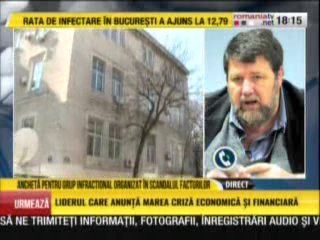 RATA DE INFECTARE ÎN BUCUREȘTI A AJUNS LA 12,79
romaniatv
.net
18:15
ANCHETĂ PENTRU GRUP INFRACȚIONAL ORGANIZAT ÎN SCANDALUL FACTURILOR
DIRECT
URMEAZĂ
LIDERUL CARE ANUNȚĂ MAREA CRIZĂ ECONOMICĂ ȘI FINANCIARĂ
SĂ NE TRIMITEȚI INFORMAȚII, FOTOGRAFII, ÎNREGISTRĂRI AUDIO ȘI V